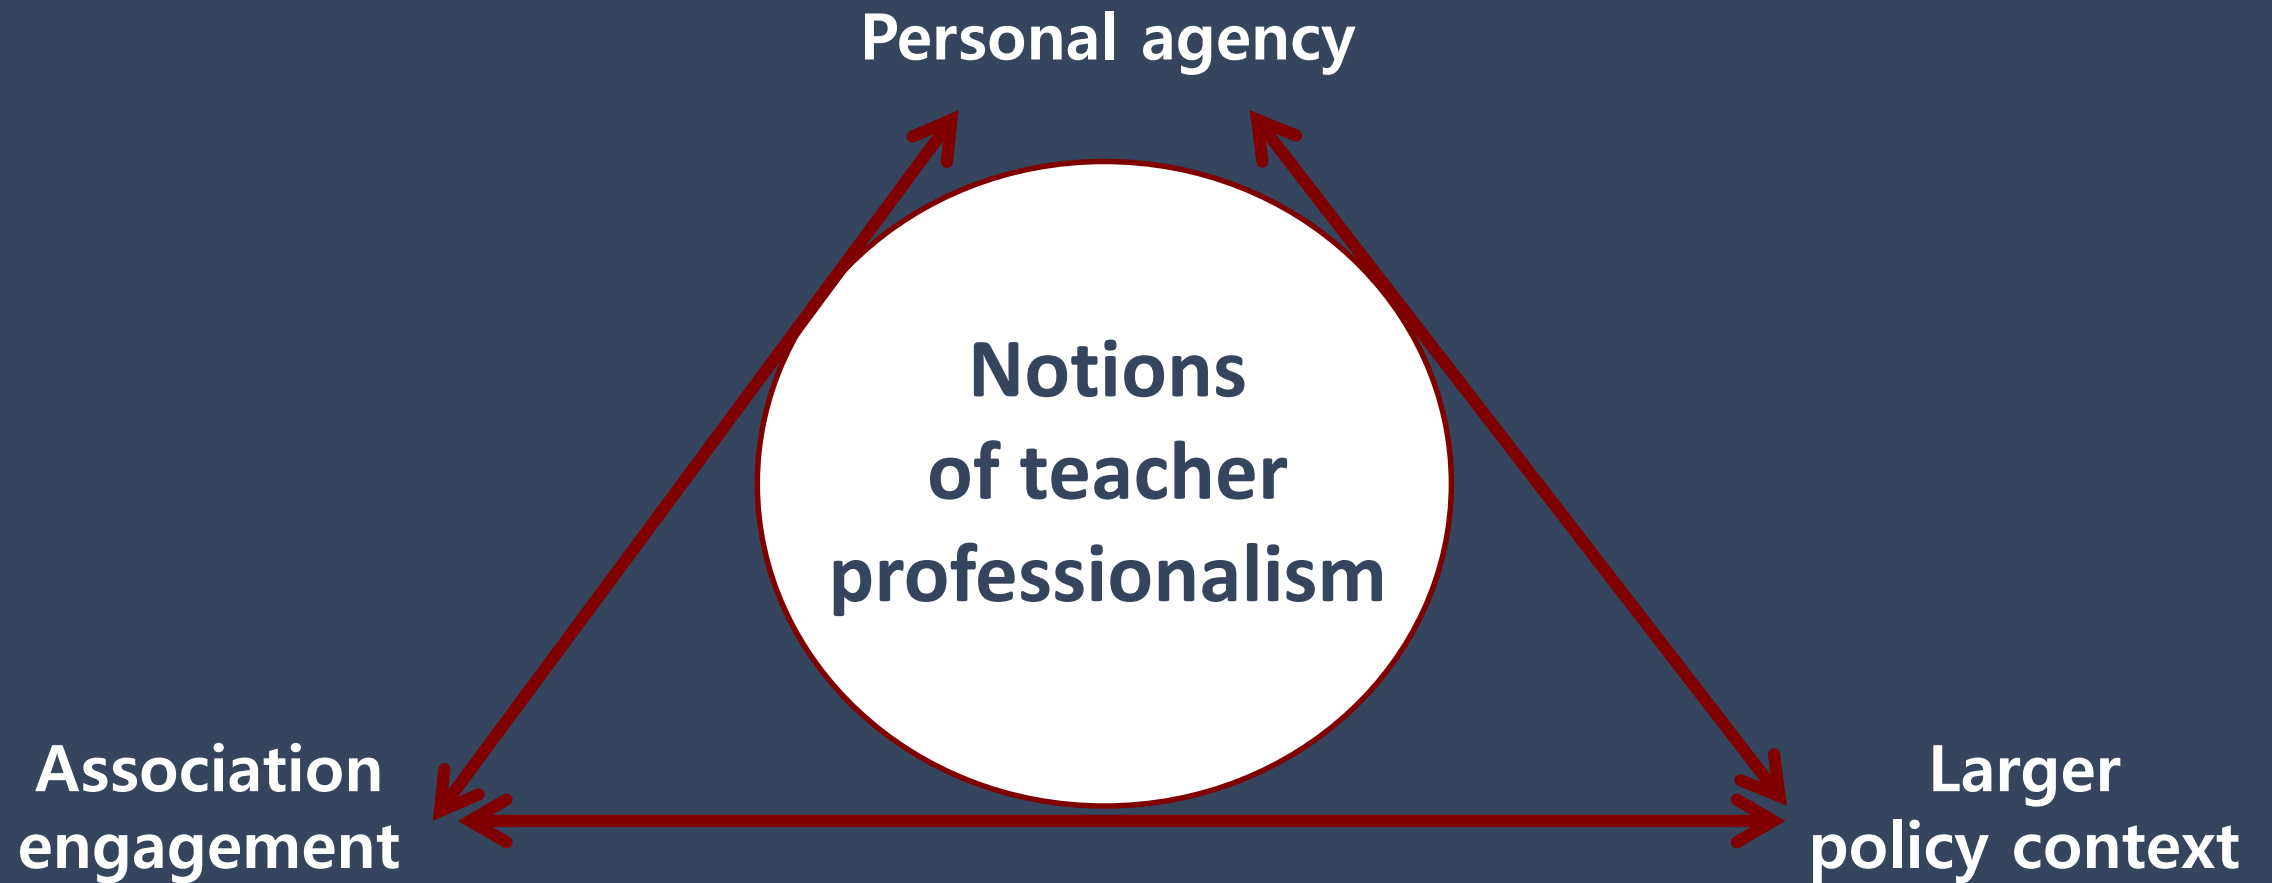 Personal agency
Notions
of teacher
professionalism
Association
engagement
Larger
policy context